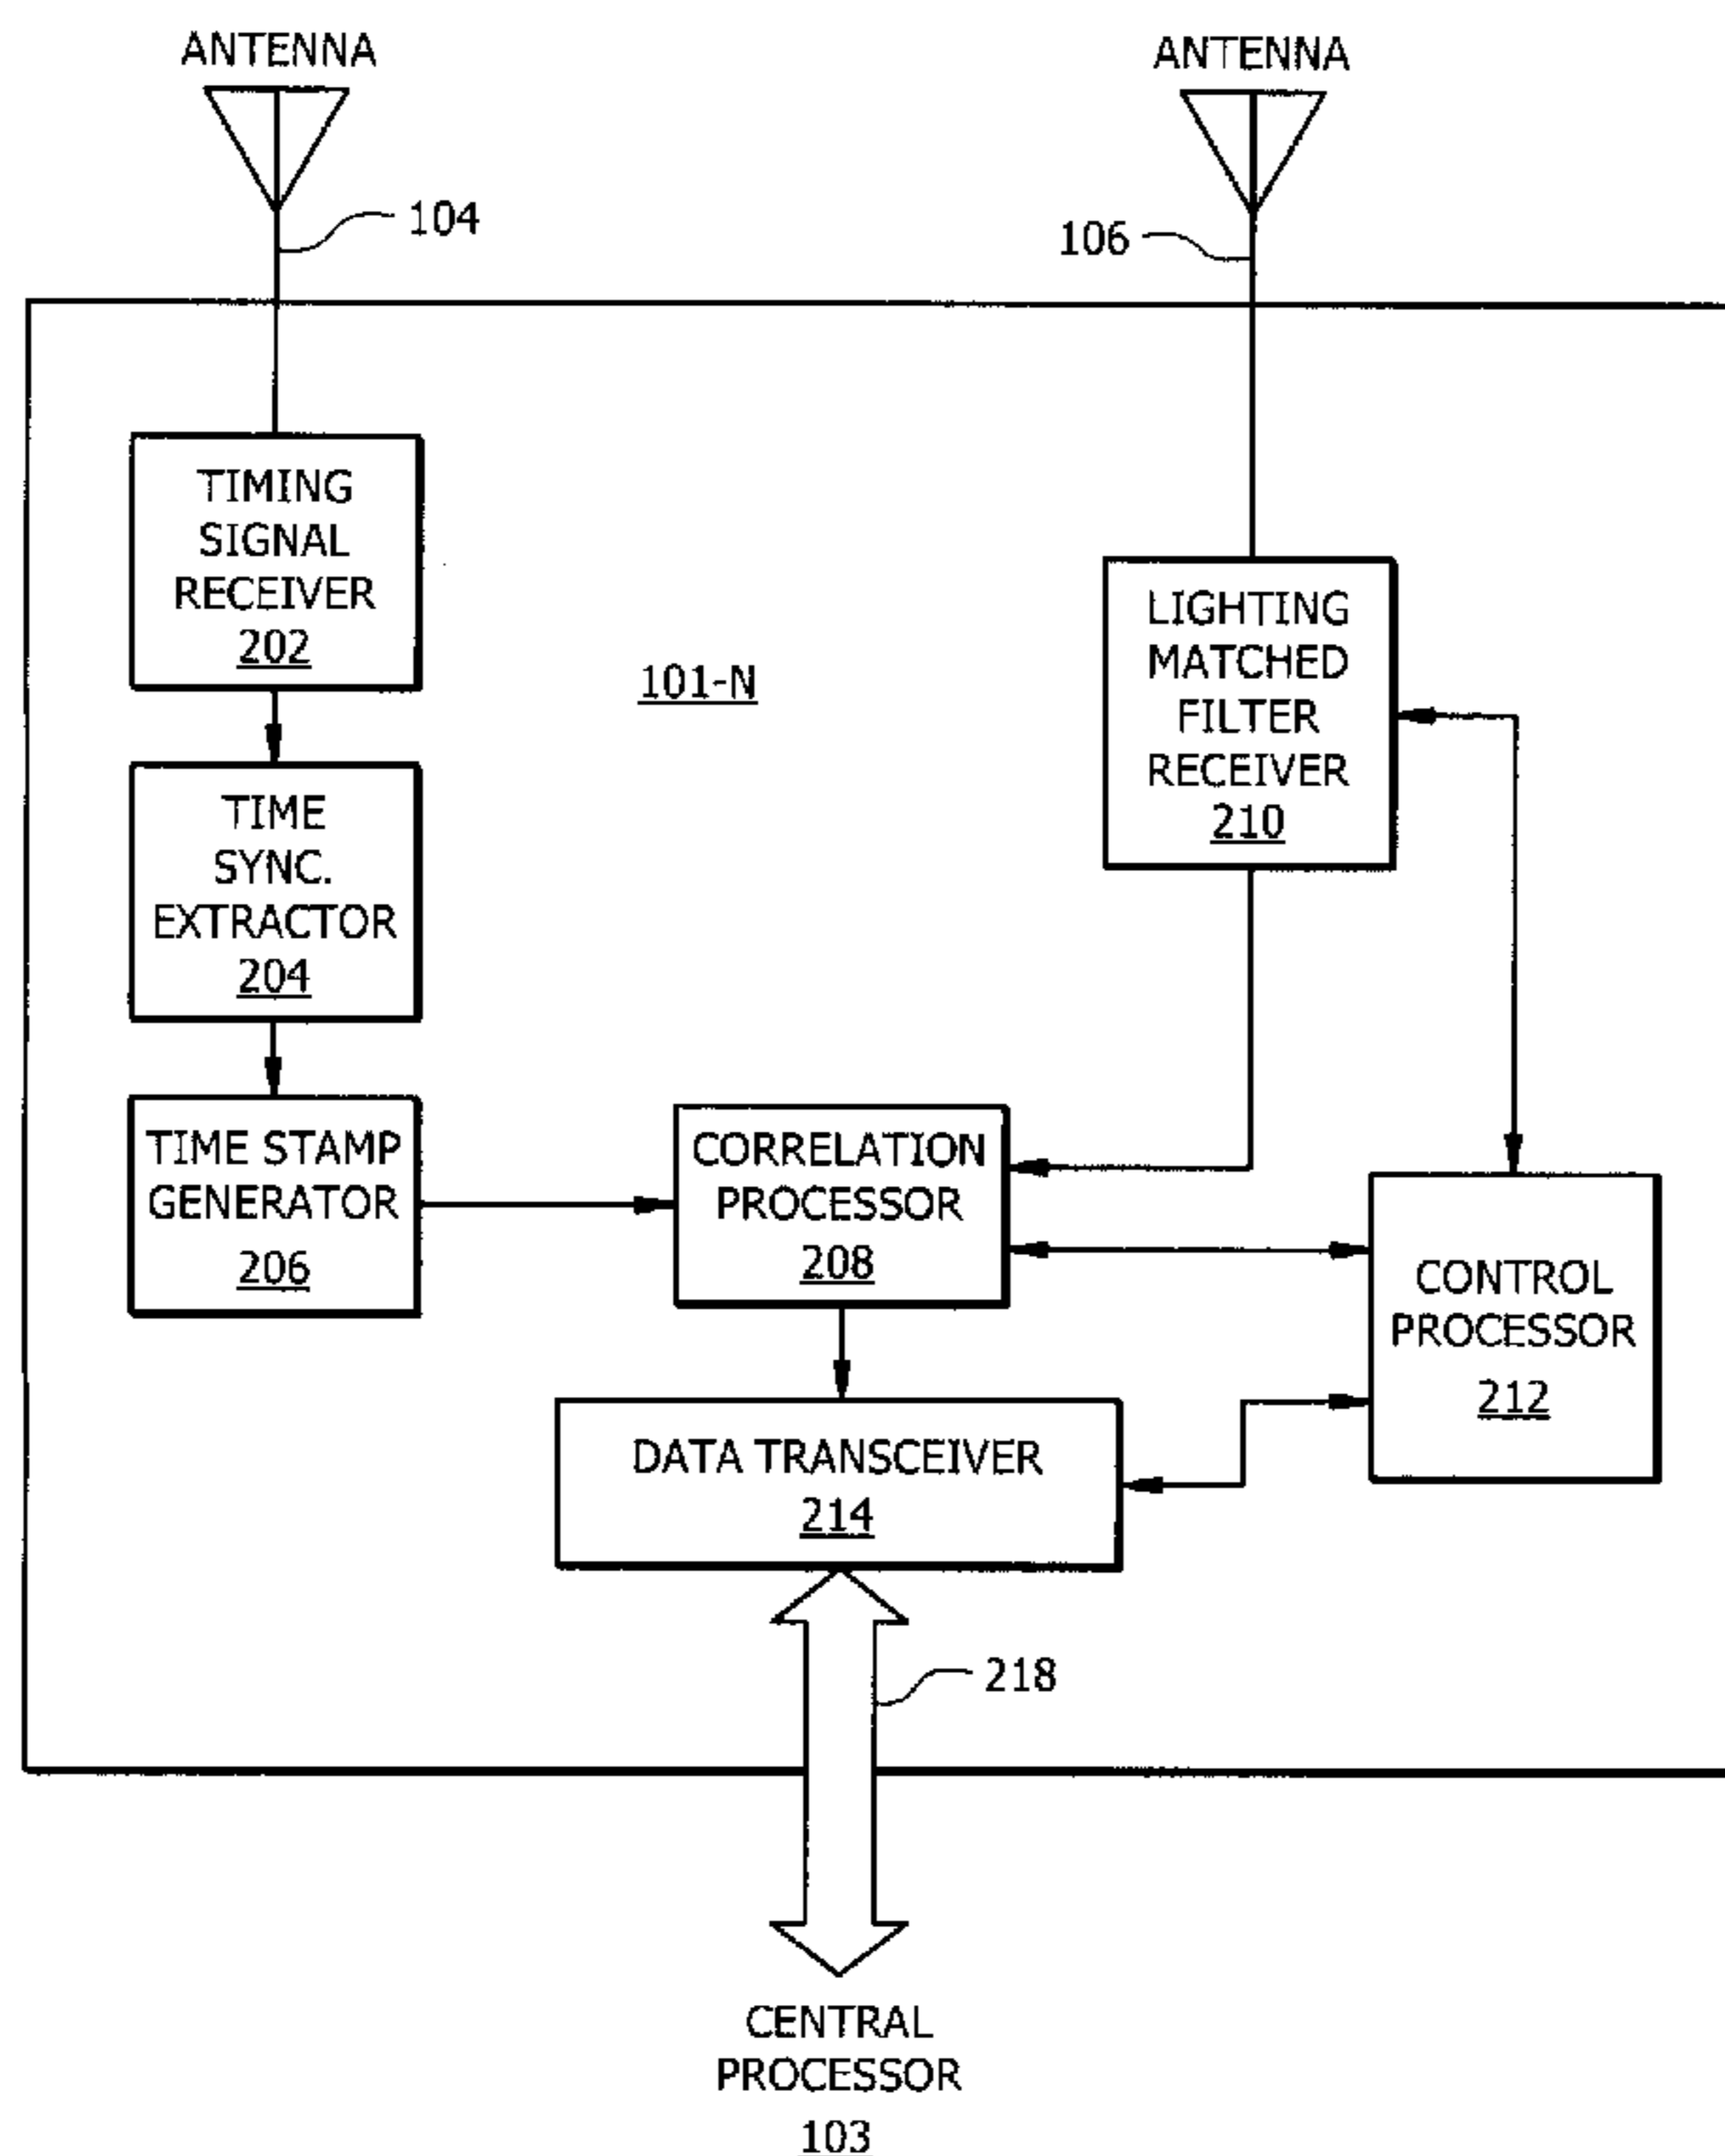 ANTENNA
ANTENNA
104
106
TIMING
SIGNAL
RECEIVER
202
LIGHTING
MATCHED
FILTER
RECEIVER
210
101-N
TIME
SYNC.
EXTRACTOR
204
TIME STAMP
GENERATOR
206
CORRELATION
PROCESSOR
208
CONTROL
PROCESSOR
212
DATA TRANSCEIVER
214
218
CENTRAL
PROCESSOR
103